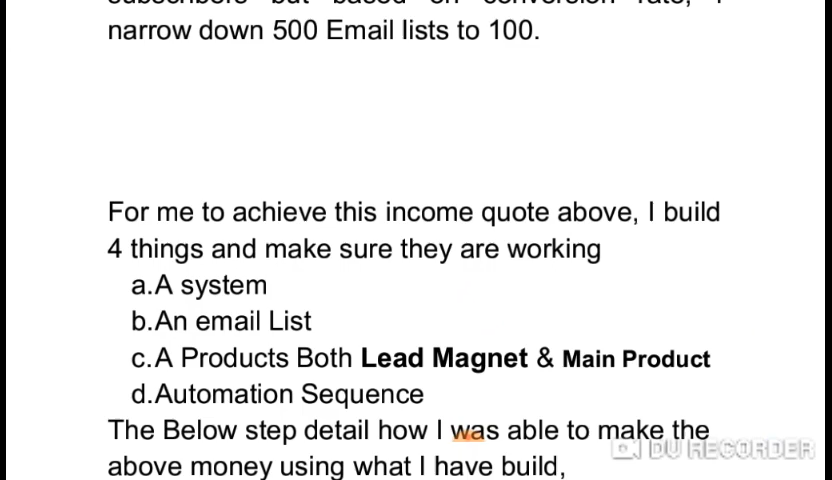 narrow down 500 Email lists to 100.
For me to achieve this income quote above, I build
4 things and make sure they are working
a.A system
b.An email List
c.A Products Both Lead Magnet & Main Product
d.Automation Sequence
The Below step detail how I was able to make the
above money using what I have build,
DU RECORDER